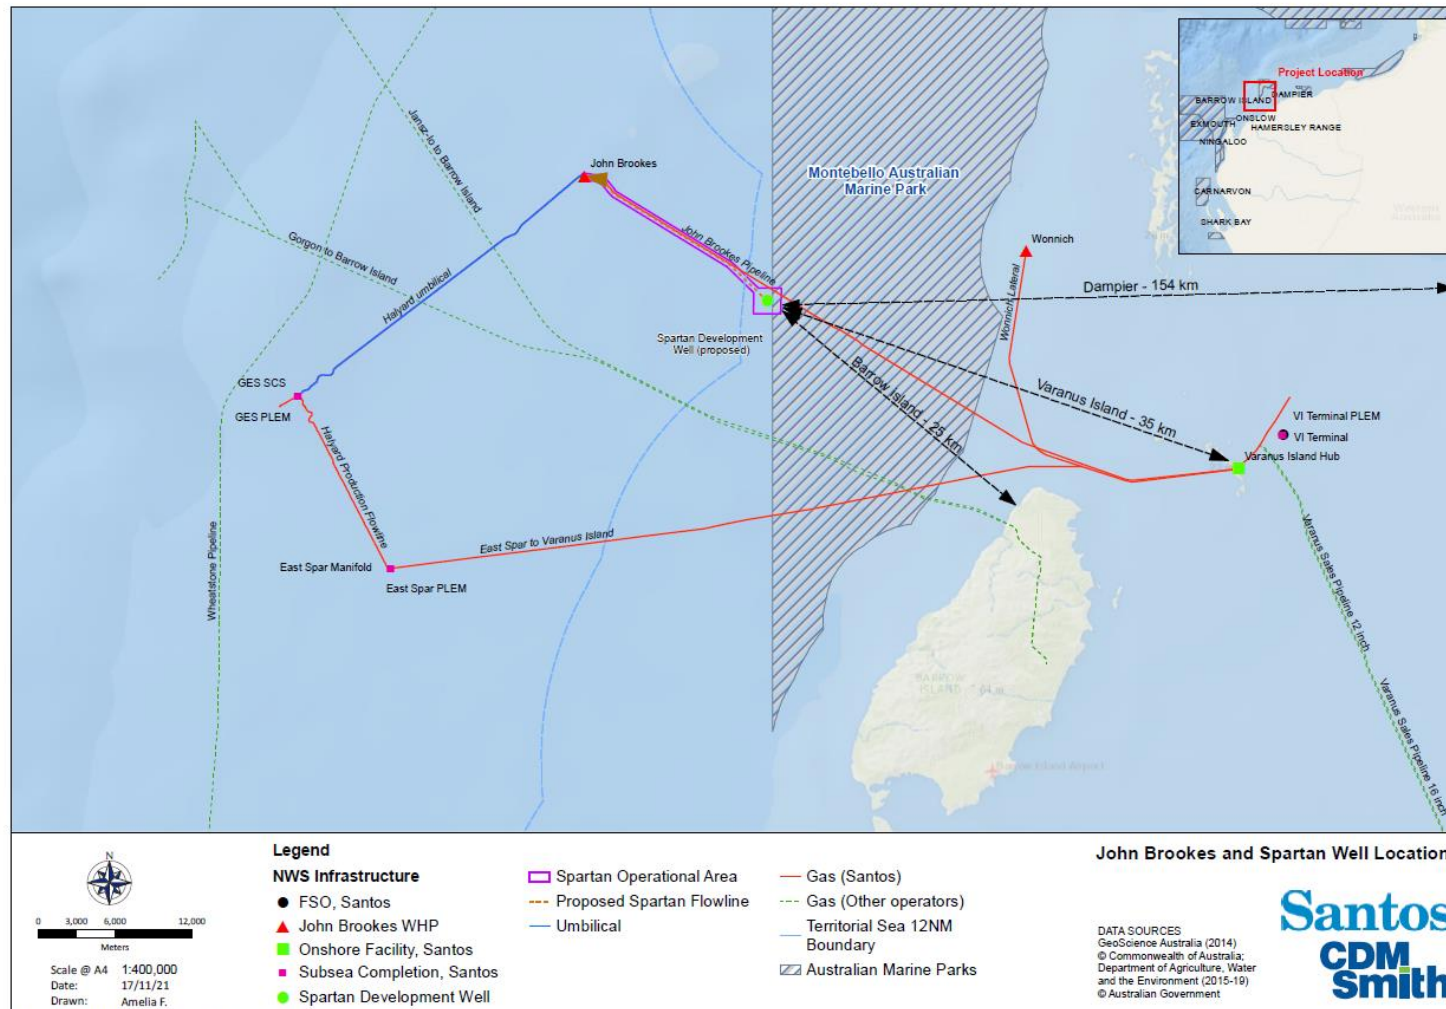 Project Location
BARROW ISLAND
DAMPIER
ONSLOW
EXMOUTH
HAMERSLEY RANGE
NINGALOO
CARNARVON
SHARK BAY
Jansz-Io to Barrow Island
John Brookes
Montebello Australian
Marine Park
Gorgon to Barrow Island
John Brookes Pipeline
Wonnich
Halyard umbilical
Wonnich Lateral
Dampier - 154 km
Spartan Development
Well (proposed)
Barrow Island - 25 km
Varanus Island - 35 km
GES SCS
GES PLEM
VI Terminal PLEM
VI Terminal
Varanus Island Hub
Halyard Production Flowline
East Spar to Varanus Island
Wheatstone Pipeline
East Spar Manifold
East Spar PLEM
Varanus Sales Pipeline 12 inch
Varanus Sales Pipeline 16 inch
BARROW
ISLAND
Barrow Island Airport
N
0 3,000 6,000 12,000
Meters
Scale @ A4 1:400,000
Date: 17/11/21
Drawn: Amelia F.
Legend
NWS Infrastructure
FSO, Santos
John Brookes WHP
Onshore Facility, Santos
Subsea Completion, Santos
Spartan Development Well
Spartan Operational Area
Proposed Spartan Flowline
Umbilical
Gas (Santos)
Gas (Other operators)
Territorial Sea 12NM
Boundary
Australian Marine Parks
John Brookes and Spartan Well Location
DATA SOURCES
GeoScience Australia (2014)
© Commonwealth of Australia;
Department of Agriculture, Water
and the Environment (2015-19)
© Australian Government
Santos
CDM
Smith